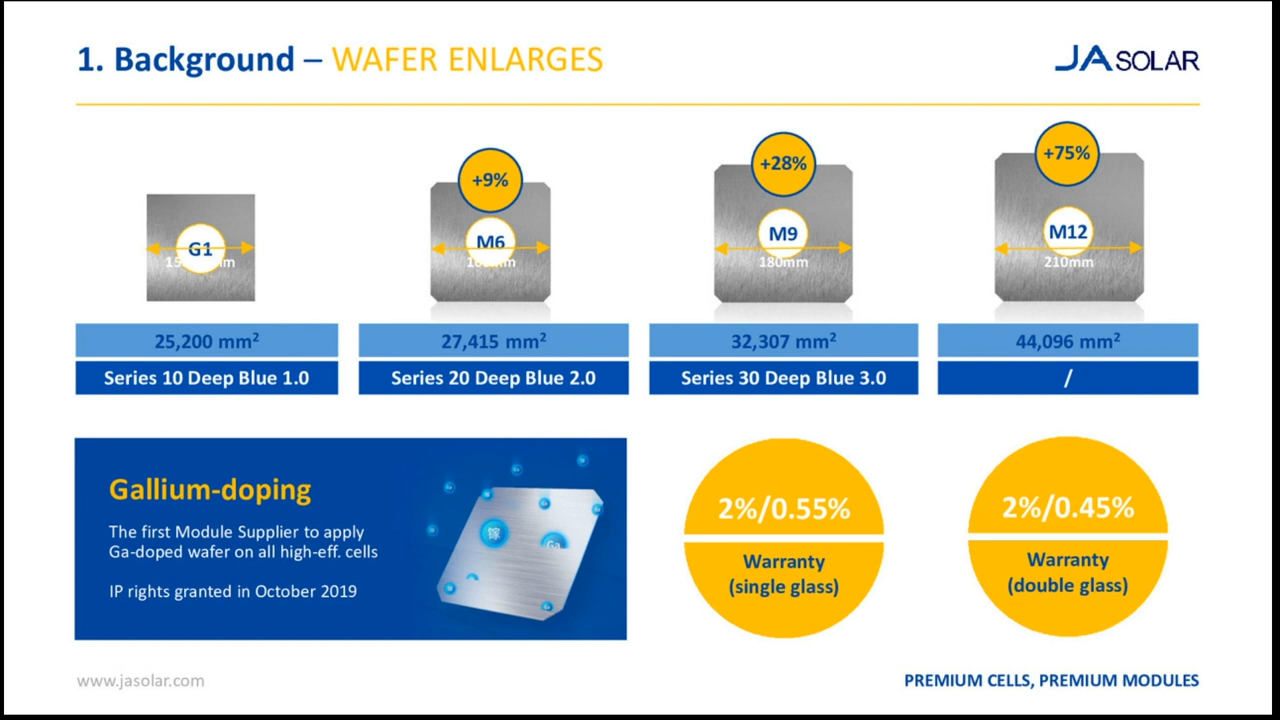 1. Background – WAFER ENLARGES
JA SOLAR
+9%
+28%
+75%
G1
M6
M9
M12
180mm
210mm
25,200 mm²
27,415 mm²
32,307 mm²
44,096 mm²
Series 10 Deep Blue 1.0
Series 20 Deep Blue 2.0
Series 30 Deep Blue 3.0
/
Gallium-doping
The first Module Supplier to apply
Ga-doped wafer on all high-eff. cells
IP rights granted in October 2019
镓
Ga
2%/0.55%
Warranty
(single glass)
2%/0.45%
Warranty
(double glass)
www.jasolar.com
PREMIUM CELLS, PREMIUM MODULES